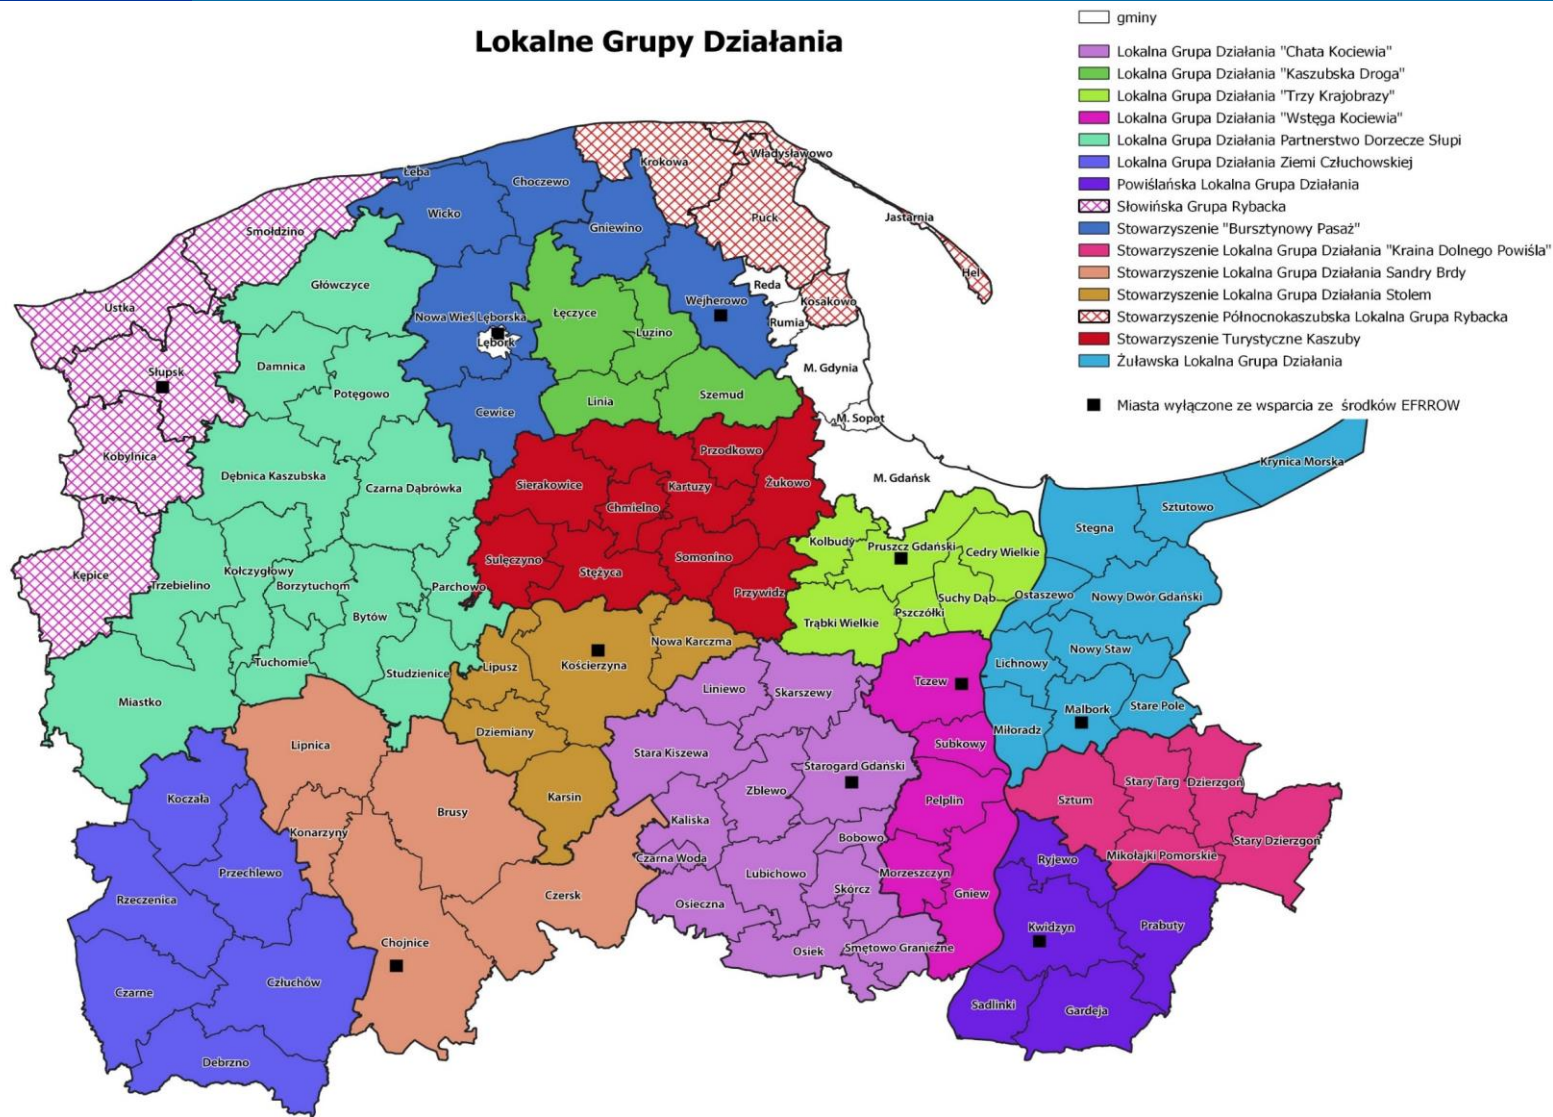 Lokalne Grupy Działania
gminy
Lokalna Grupa Działania "Chata Kociewia"
Lokalna Grupa Działania "Kaszubska Droga"
Lokalna Grupa Działania "Trzy Krajobrazy"
Lokalna Grupa Działania "Wstęga Kociewia"
Lokalna Grupa Działania Partnerstwo Dorzecze Słupi
Lokalna Grupa Działania Ziemi Człuchowskiej
Powiślańska Lokalna Grupa Działania
Słowińska Grupa Rybacka
Stowarzyszenie "Bursztynowy Pasaż"
Stowarzyszenie Lokalna Grupa Działania "Kraina Dolnego Powiśla"
Stowarzyszenie Lokalna Grupa Działania Sandry Brdy
Stowarzyszenie Lokalna Grupa Działania Stolem
Stowarzyszenie Północnokaszubska Lokalna Grupa Rybacka
Stowarzyszenie Turystyczne Kaszuby
Żuławska Lokalna Grupa Działania
Miasta wyłączone ze wsparcia ze środków EFRROW
Władysławowo
Krokowa
Łeba
Choczewo
Wicko
Puck
Jastarnia
Gniewino
Smołdzino
Hel
Główczyce
Reda
Wejherowo
Kosakowo
Ustka
Łęczyce
Nowa Wieś Lęborska
Rumia
Luzino
Lębork
Damnica
M. Gdynia
Słupsk
Potęgowo
Szemud
Linia
Cewice
M. Sopot
Przodkowo
Kobylnica
Krynica Morska
Dębnica Kaszubska
M. Gdańsk
Czarna Dąbrówka
Sierakowice
Kartuzy
Żukowo
Chmielno
Sztutowo
Stegna
Kolbudy
Pruszcz Gdański
Cedry Wielkie
Sulęczyno
Somonino
Stężyca
Kołczygłowy
Kępice
Trzebielino
Borzytuchom
Parchowo
Przywidz
Ostaszewo
Nowy Dwór Gdański
Suchy Dąb
Pszczółki
Bytów
Trąbki Wielkie
Nowa Karczma
Nowy Staw
Tuchomie
Lipusz
Kościerzyna
Lichnowy
Studzienice
Tczew
Liniewo
Skarszewy
Miastko
Stare Pole
Malbork
Dziemiany
Miłoradz
Lipnica
Subkowy
Stara Kiszewa
Starogard Gdański
Stary Targ
Dzierzgoń
Zblewo
Karsin
Koczała
Pelplin
Sztum
Brusy
Kaliska
Konarzyny
Bobowo
Stary Dzierzgoń
Mikołajki Pomorskie
Czarna Woda
Ryjewo
Przechlewo
Lubichowo
Morzeszczyn
Skórcz
Gniew
Czersk
Rzeczenica
Osieczna
Kwidzyn
Prabuty
Chojnice
Smętowo Graniczne
Osiek
Człuchów
Czarne
Sadlinki
Gardeja
Debrzno